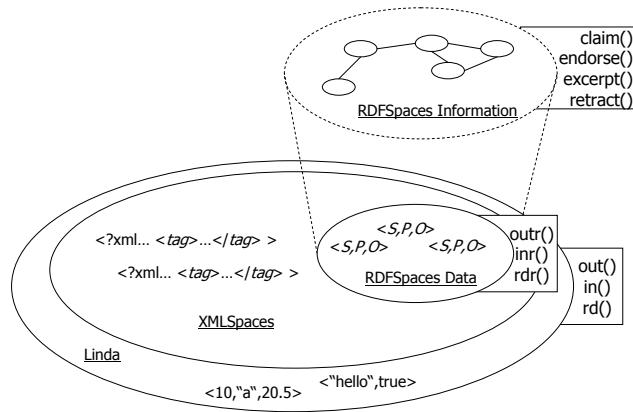 claim()
endorse()
excerpt()
retract()
RDFSpaces Information
<?xml... <tag>...</tag> >
<?xml... <tag>...</tag> >
<S,P,O>
<S,P,O> <S,P,O>
RDFSpaces Data
outr()
inr()
rdr()
out()
in()
rd()
XMLSpaces
Linda
<10,"a",20.5>
<“hello",true>